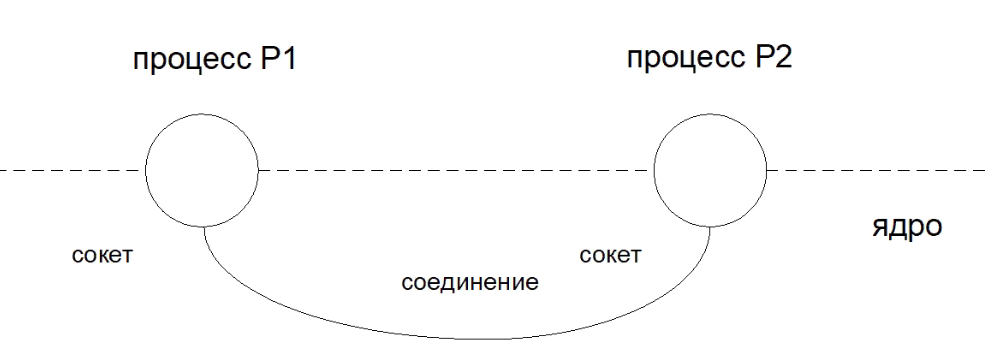 процесс P1
процесс P2
ядро
сокет
сокет
соединение